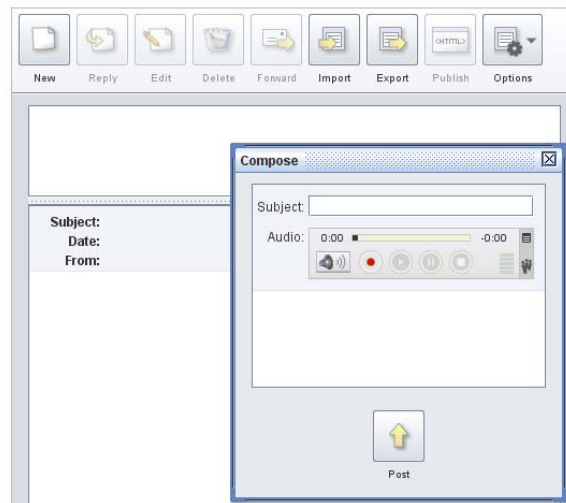 <HTML>
New Reply Edit Delete Forward Import Export Publish Options
Compose
Subject:
Audio: 0:00 -0:00
Post
Subject:
Date:
From: